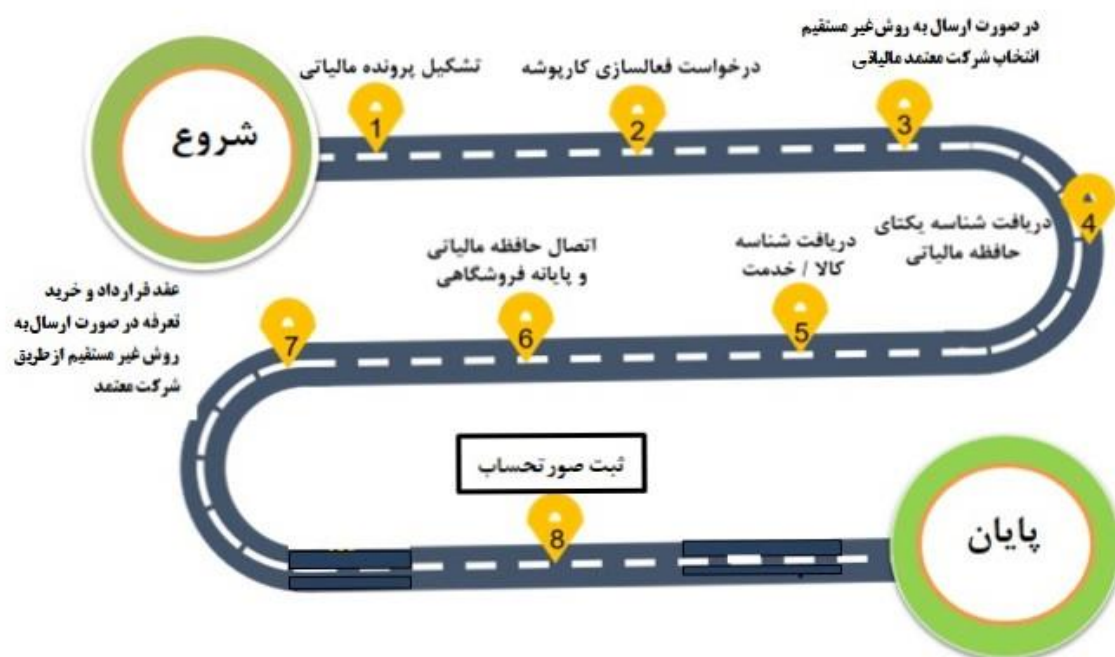 شروع
تشکیل پرونده مالیاتی
1
درخواست فعالسازی کارپوشه
2
در صورت ارسال به روش غیر مستقیم
انتخاب شرکت معتمد مالیاتی
3
دریافت شناسه یکتای
حافظه مالیاتی
4
دریافت شناسه
کالا / خدمت
5
اتصال حافظه مالیاتی
و پایانه فروشگاهی
6
عقد قرارداد و خرید
تعرفه در صورت ارسال به
روش غیر مستقیم از طریق
شرکت معتمد
7
ثبت صورتحساب
8
پایان